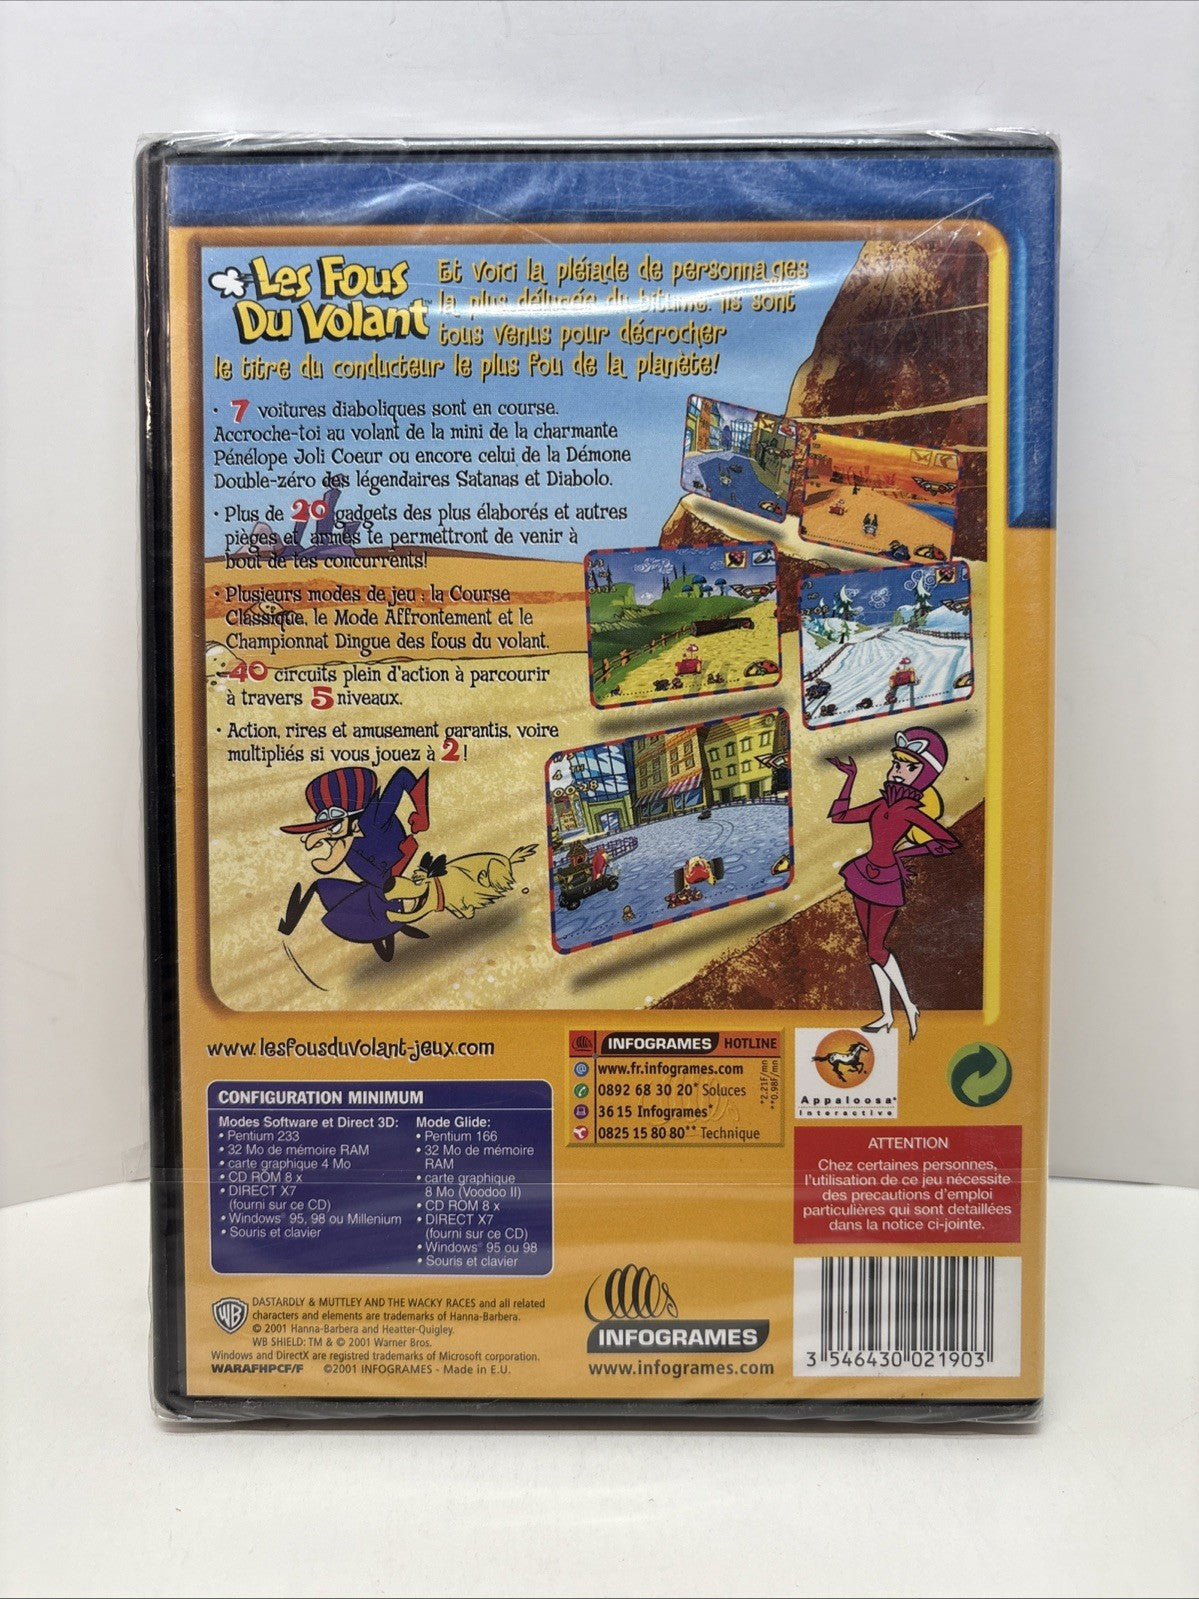 Les Fous
Du Volant™
Et voici la pléiade de personnages
la plus délurée du bitume. Ils sont
tous venus pour décrocher
le titre du conducteur le plus fou de la planète!
• 7 voitures diaboliques sont en course.
Accroche-toi au volant de la mini de la charmante
Pénélope Joli Coeur ou encore celui de la Démone
Double-zéro des légendaires Satanas et Diabolo.
• Plus de 20 gadgets des plus élaborés et autres
pièges et armes te permettront de venir à
bout de tes concurrents!
• Plusieurs modes de jeu : la Course
Classique, le Mode Affrontement et le
Championnat Dingue des fous du volant.
• 40 circuits plein d'action à parcourir
à travers 5 niveaux.
• Action, rires et amusement garantis, voire
multipliés si vous jouez à 2 !
4 TH
00:28
www.lesfousduvolant-jeux.com
INFOGRAMES HOTLINE
www.fr.infogrames.com
0892 68 30 20* Soluces
3615 Infogrames*
0825 15 80 80** Technique
*2.21F/mn
**0.98F/mn
Appaloosa®
Interactive
CONFIGURATION MINIMUM
Modes Software et Direct 3D:
• Pentium 233
• 32 Mo de mémoire RAM
• carte graphique 4 Mo
• CD ROM 8 x
• DIRECT X7
(fourni sur ce CD)
• Windows® 95, 98 ou Millenium
• Souris et clavier
Mode Glide:
• Pentium 166
• 32 Mo de mémoire
RAM
• carte graphique
8 Mo (Voodoo II)
• CD ROM 8 x
• DIRECT X7
(fourni sur ce CD)
• Windows® 95 ou 98
• Souris et clavier
ATTENTION
Chez certaines personnes,
l'utilisation de ce jeu nécessite
des precautions d'emploi
particulières qui sont detaillées
dans la notice ci-jointe.
WB
DASTARDLY & MUTTLEY AND THE WACKY RACES and all related
characters and elements are trademarks of Hanna-Barbera.
© 2001 Hanna-Barbera and Heatter-Quigley.
WB SHIELD: TM & © 2001 Warner Bros.
Windows and DirectX are registred trademarks of Microsoft corporation.
WARAFHPCF/F ©2001 INFOGRAMES - Made in E.U.
INFOGRAMES
www.infogrames.com
3 546430 021903